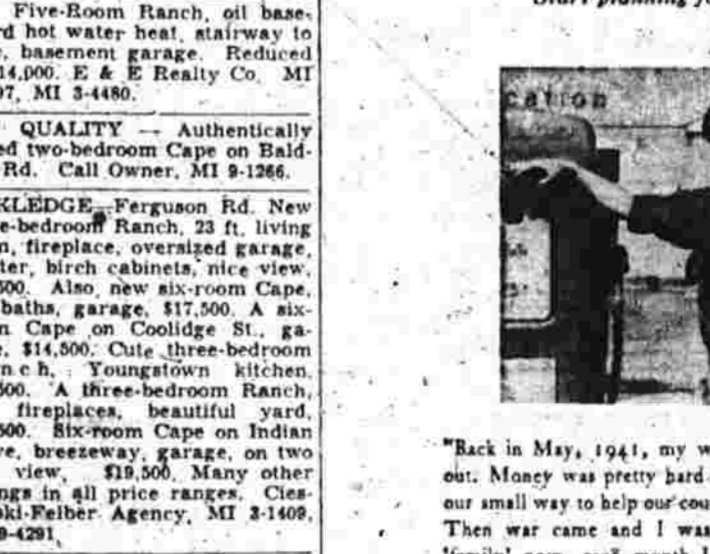 Five-Room Ranch, oil base-
rd hot water heat, stairway to
, basement garage. Reduced
14,000. E & E Realty Co. MI
97, MI 3-4480.
QUALITY — Authentically
ed two-bedroom Cape on Bald-
Rd. Call Owner, MI 9-1266.
KLEDGE—Ferguson Rd. New
e-bedroom Ranch, 23 ft. living
m, fireplace, oversized garage,
ter, birch cabinets, nice view,
500. Also new six-room Cape,
baths, garage, $17,500. A six-
m Cape on Coolidge St., ga-
e, $14,500. Cute three-bedroom
nch, Youngstown kitchen,
500. A three-bedroom Ranch,
fireplaces, beautiful yard,
500. Six-room Cape on Indian
ve, breezeway, garage, on two
view, $19,500. Many other
ngs in all price ranges. Cies-
ki-Felber Agency, MI 3-1409,
9-4291.
Start planning
cation
"Back in May, 1941, my w
out. Money was pretty hard
our small way to help our cou
Then war came and I was